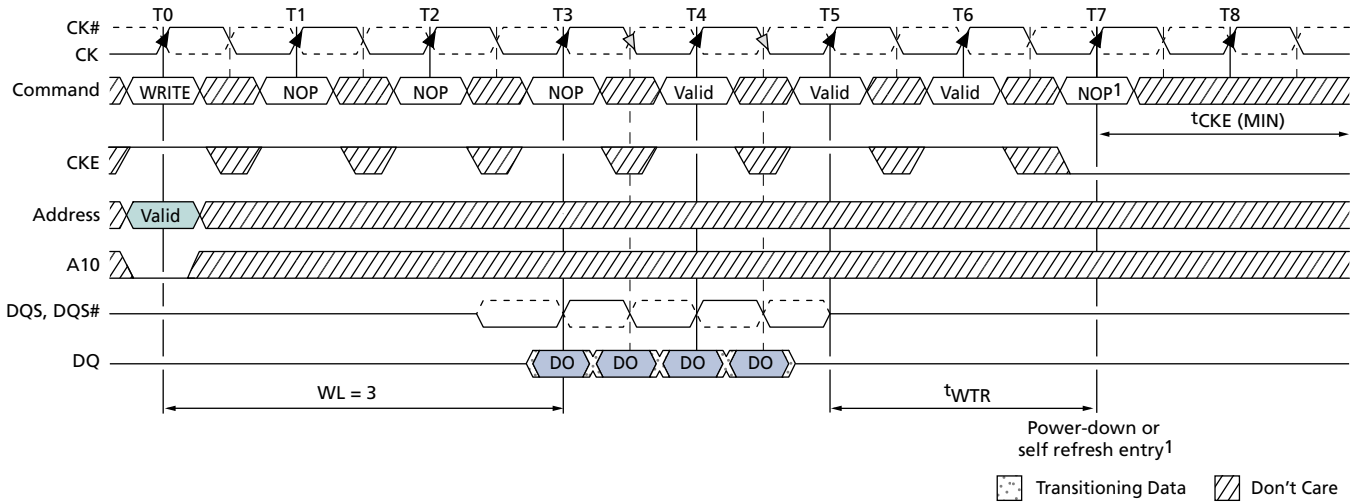 T0 T1 T2 T3 T4 T5 T6 T7 T8
CK#
CK
Command WRITE NOP NOP NOP Valid Valid Valid NOP1
tCKE (MIN)
CKE
Address Valid
A10
DQS, DQS#
DQ DO DO DO DO
WL = 3 tWTR
Power-down or
self refresh entry1
Transitioning Data Don't Care